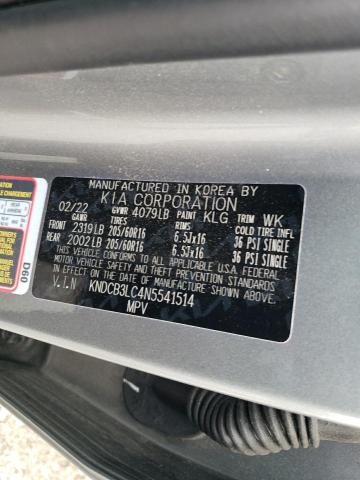 MANUFACTURED IN KOREA BY
KIA CORPORATION
02/22 GVWR 4079LB PAINT KLG TRIM WK
GAWR TIRES COLD TIRE INFL
FRONT 2319LB 205/60R16 6.5JX16 36 PSI SINGLE
REAR 2002LB 205/60R16 6.5JX16 36 PSI SINGLE
THIS VEHICLE CONFORMS TO ALL APPLICABLE U.S.A. FEDERAL
MOTOR VEHICLE SAFETY, BUMPER, AND THEFT PREVENTION STANDARDS
IN EFFECT ON THE DATE OF MANUFACTURE SHOWN ABOVE.
V.I.N KNDCB3LC4N5541514
MPV
D60